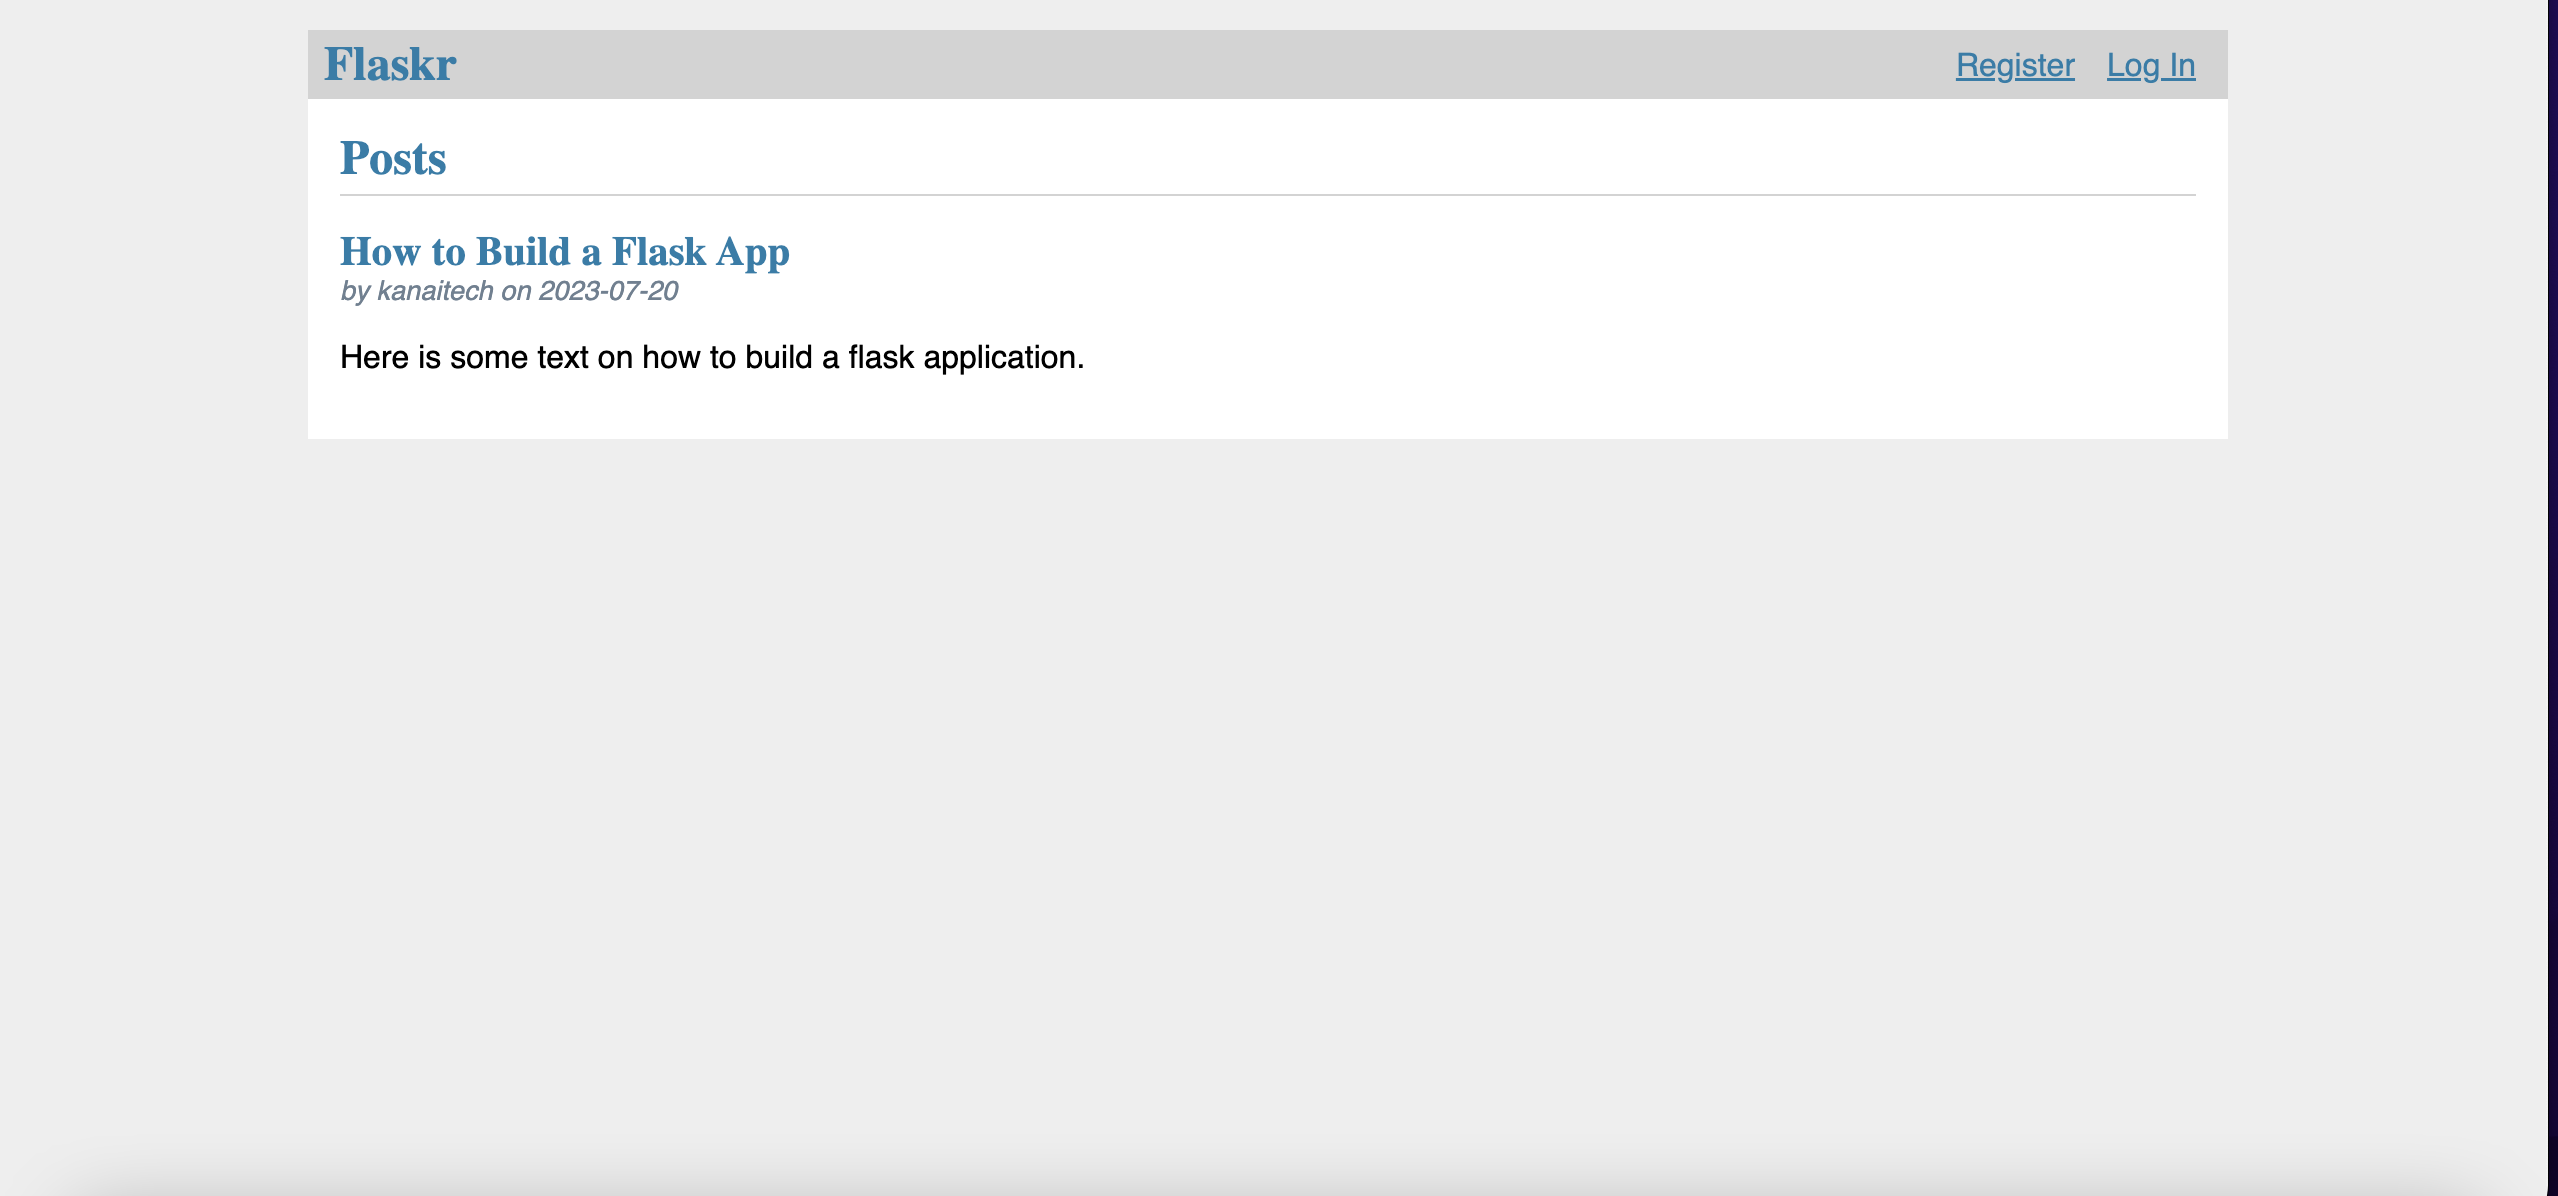 Flaskr
Register Log In
Posts
How to Build a Flask App
by kanaitech on 2023-07-20
Here is some text on how to build a flask application.